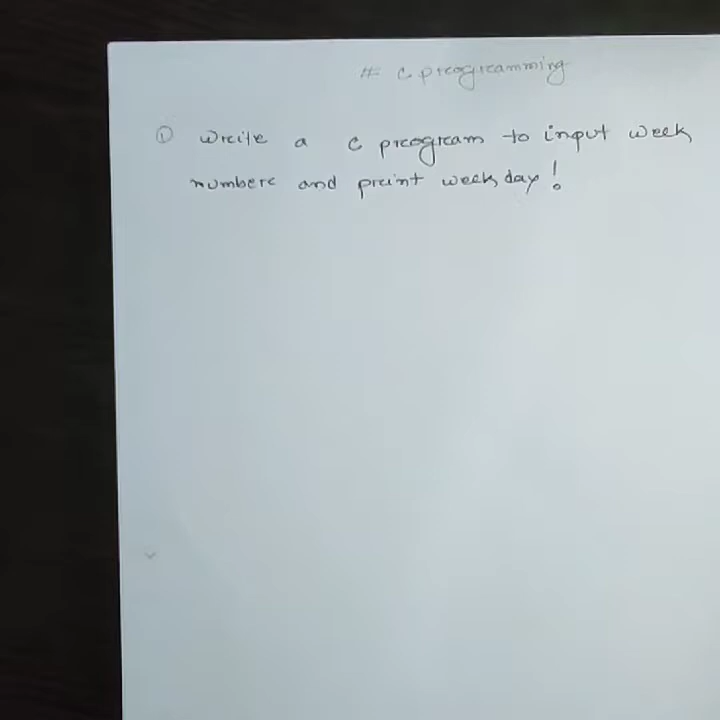 # C programming
① Write a C program to input week
number and print week day!